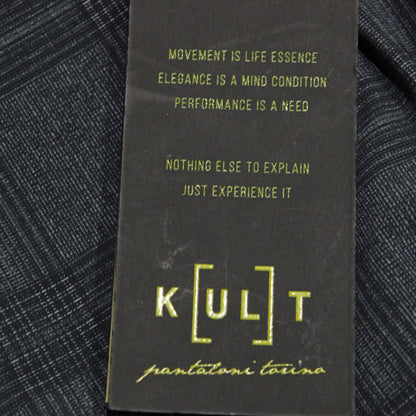 MOVEMENT IS LIFE ESSENCE
ELEGANCE IS A MIND CONDITION
PERFORMANCE IS A NEED
NOTHING ELSE TO EXPLAIN
JUST EXPERIENCE IT
K[UL]T
pantaloni torino